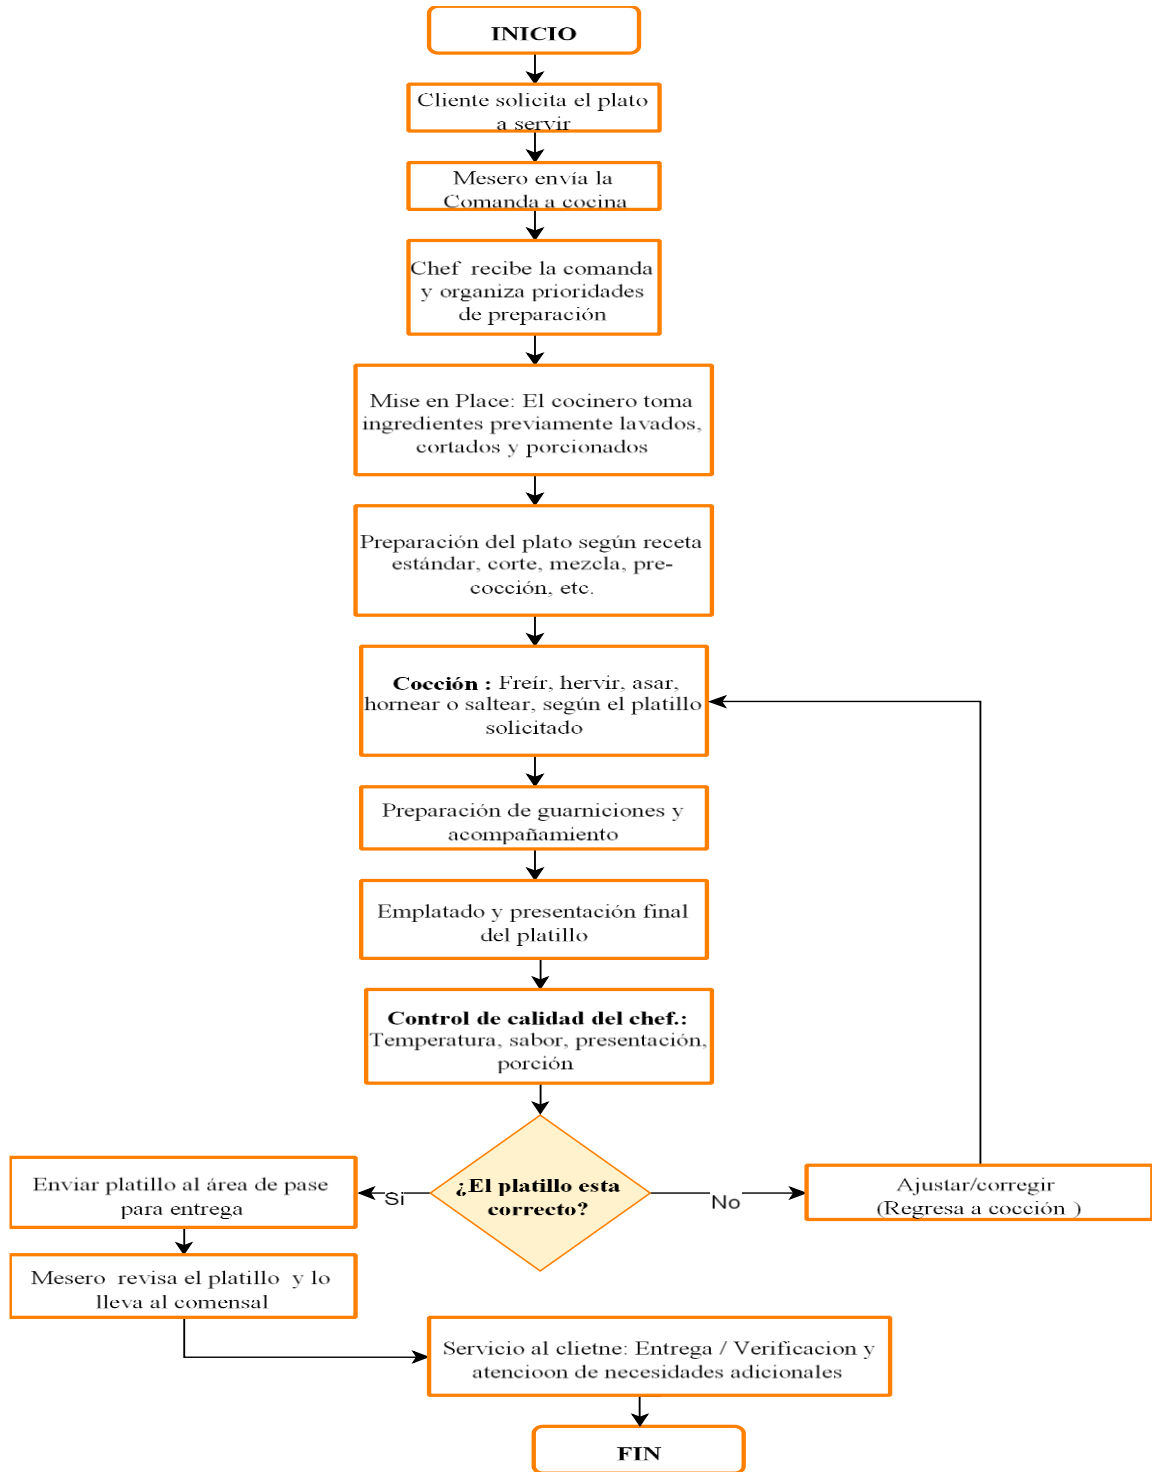 INICIO
Cliente solicita el plato
a servir
Mesero envía la
Comanda a cocina
Chef recibe la comanda
y organiza prioridades
de preparación
Mise en Place: El cocinero toma
ingredientes previamente lavados,
cortados y porcionados
Preparación del plato según receta
estándar, corte, mezcla, pre-
cocción, etc.
Cocción : Freír, hervir, asar,
hornear o saltear, según el platillo
solicitado
Preparación de guarniciones y
acompañamiento
Emplatado y presentación final
del platillo
Control de calidad del chef.:
Temperatura, sabor, presentación,
porción
¿El platillo esta
correcto?
Si
No
Enviar platillo al área de pase
para entrega
Ajustar/corregir
(Regresa a cocción )
Mesero revisa el platillo y lo
lleva al comensal
Servicio al clietne: Entrega / Verificacion y
atencioon de necesidades adicionales
FIN